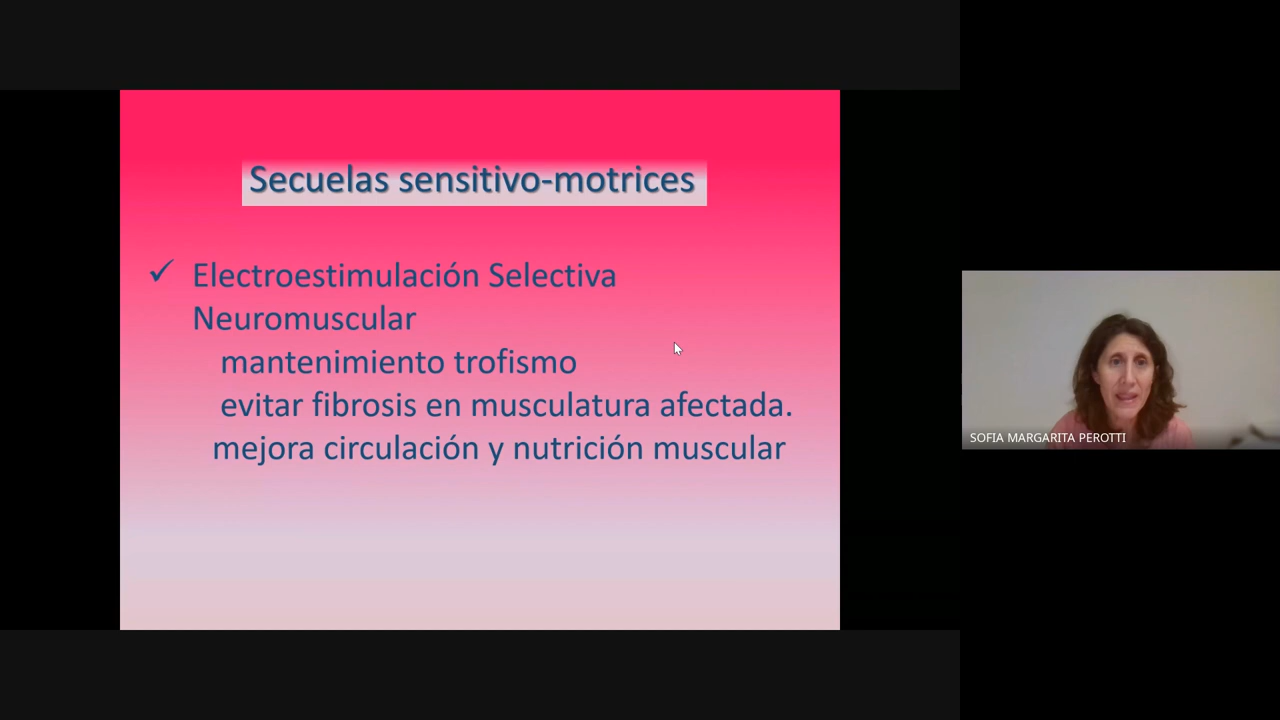 Secuelas sensitivo-motrices
✓ Electroestimulación Selectiva
Neuromuscular
mantenimiento trofismo
evitar fibrosis en musculatura afectada.
mejora circulación y nutrición muscular
SOFIA MARGARITA PEROTTI